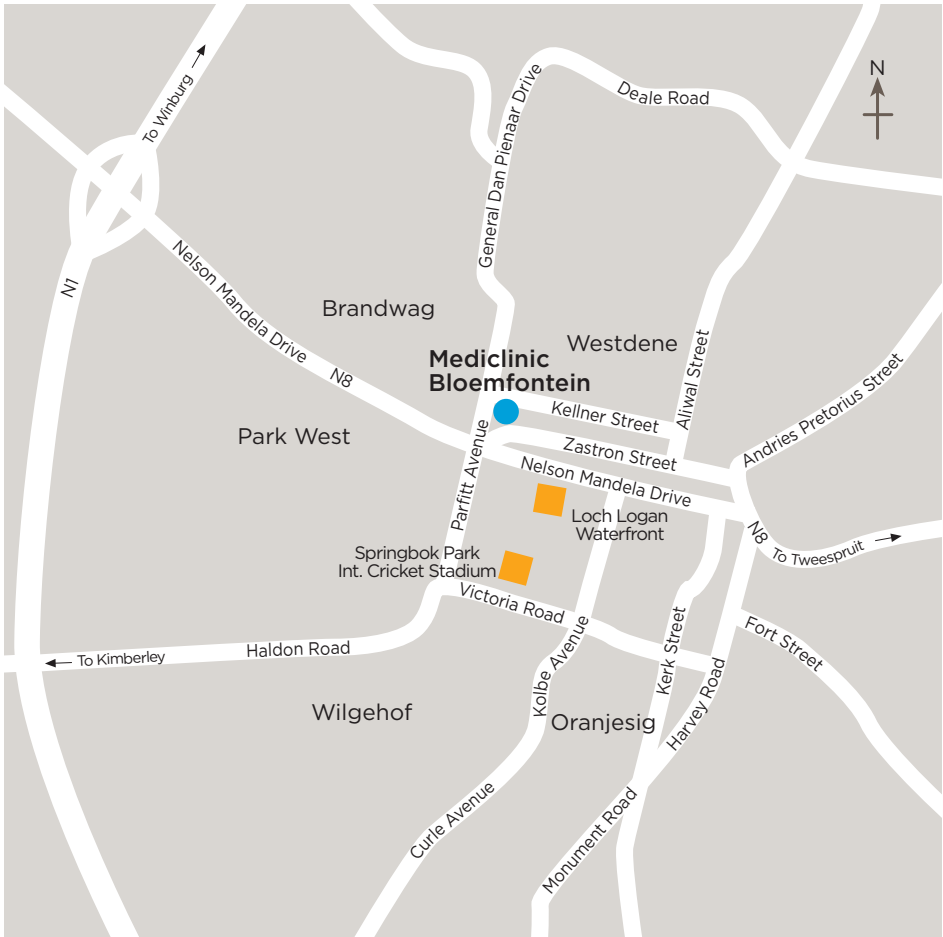 N
To Winburg
General Dan Pienaar Drive
Deale Road
N1
Nelson Mandela Drive
N8
Brandwag
Westdene
Mediclinic
Bloemfontein
Aliwal Street
Kellner Street
Andries Pretorius Street
Park West
Parfitt Avenue
Zastron Street
Nelson Mandela Drive
Loch Logan
Waterfront
N8
To Tweespruit
Springbok Park
Int. Cricket Stadium
Victoria Road
To Kimberley
Haldon Road
Kolbe Avenue
Kerk Street
Fort Street
Harvey Road
Wilgehof
Oranjesig
Curle Avenue
Monument Road